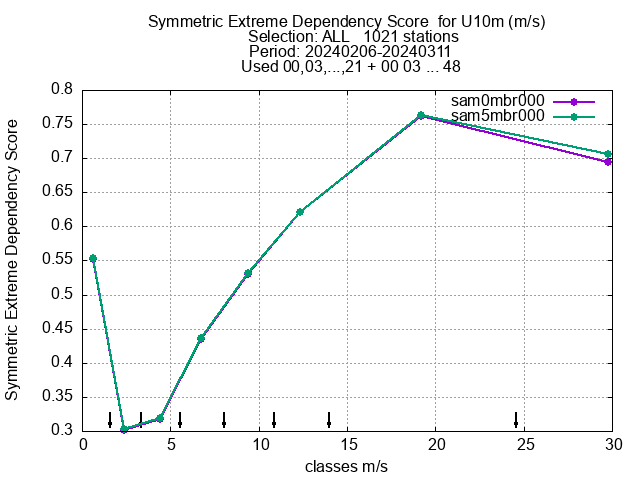 Symmetric Extreme Dependency Score  for U10m (m/s)
Selection: ALL   1021 stations
Period: 20240206-20240311
Used 00,03,...,21 + 00 03 ... 48
sam0mbr000
sam5mbr000
Symmetric Extreme Dependency Score
0.8
0.75
0.7
0.65
0.6
0.55
0.5
0.45
0.4
0.35
0.3
0 5 10 15 20 25 30
classes m/s